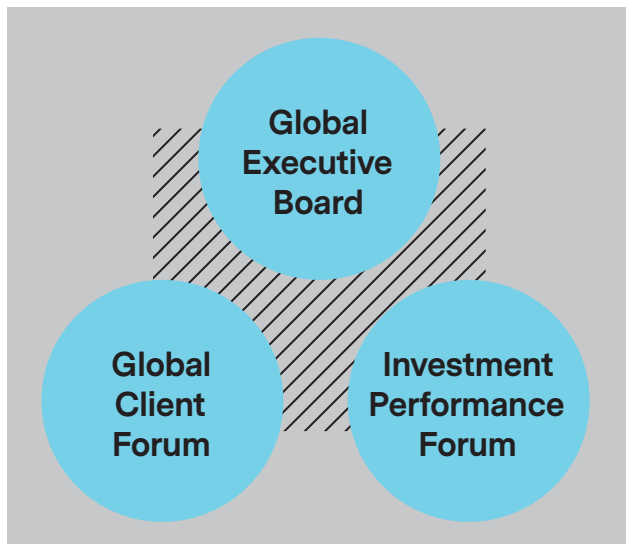 Global
Executive
Board
Global
Client
Forum
Investment
Performance
Forum